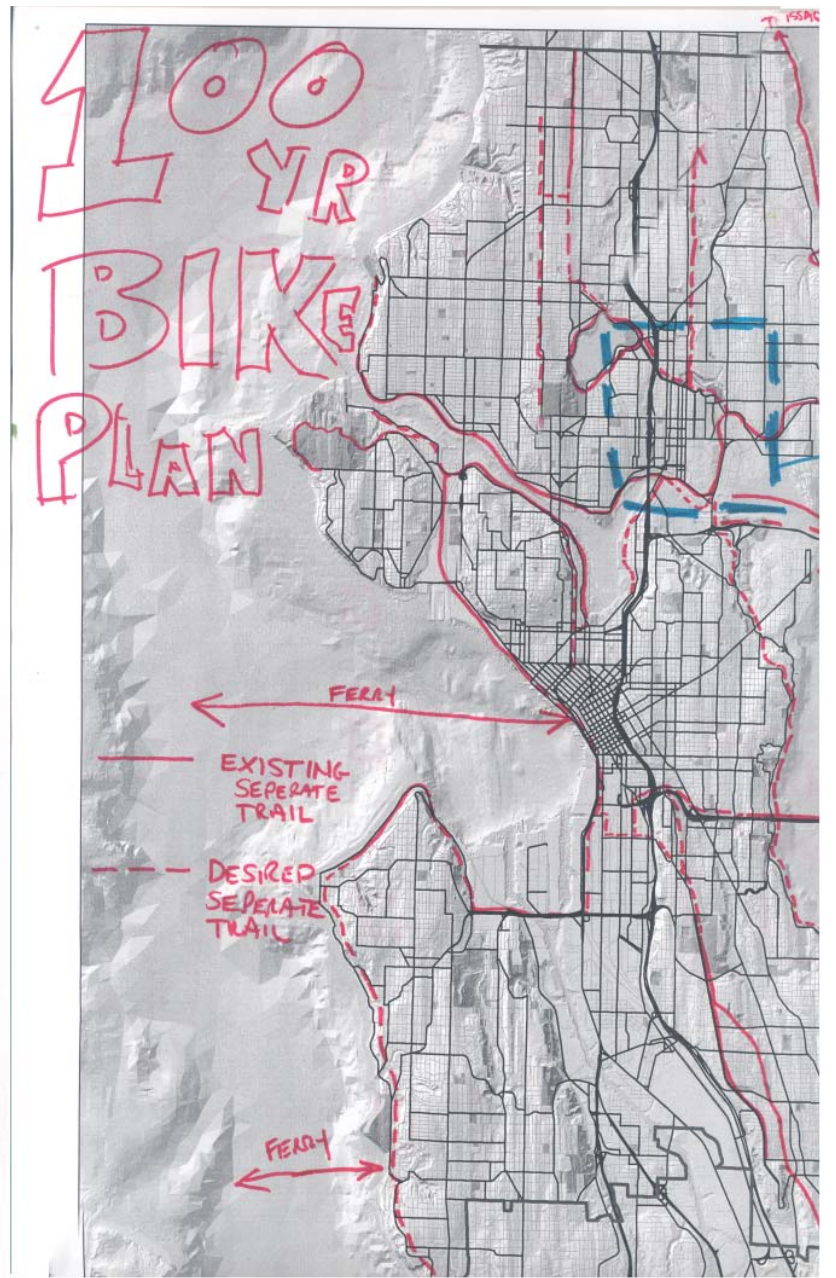 100
YR
BIKE
PLAN
FERRY
EXISTING
SEPERATE
TRAIL
DESIRED
SEPERATE
TRAIL
FERRY